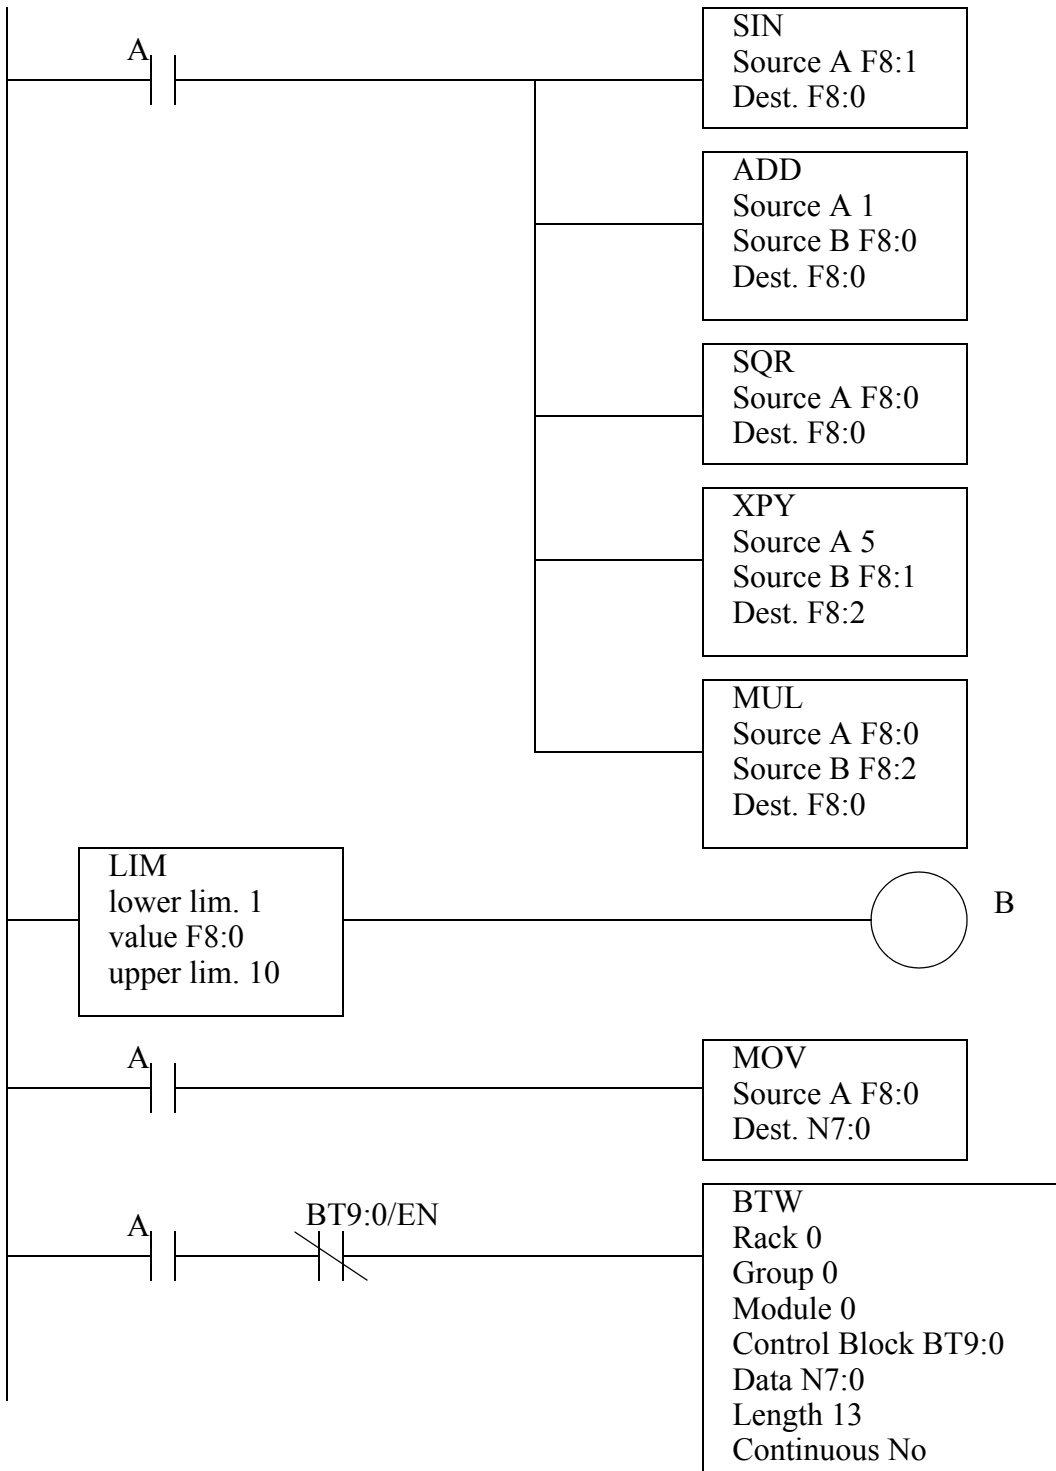 A
SIN
Source A F8:1
Dest. F8:0
ADD
Source A 1
Source B F8:0
Dest. F8:0
SQR
Source A F8:0
Dest. F8:0
XPY
Source A 5
Source B F8:1
Dest. F8:2
MUL
Source A F8:0
Source B F8:2
Dest. F8:0
LIM
lower lim. 1
value F8:0
upper lim. 10
B
A
MOV
Source A F8:0
Dest. N7:0
A
BT9:0/EN
BTW
Rack 0
Group 0
Module 0
Control Block BT9:0
Data N7:0
Length 13
Continuous No